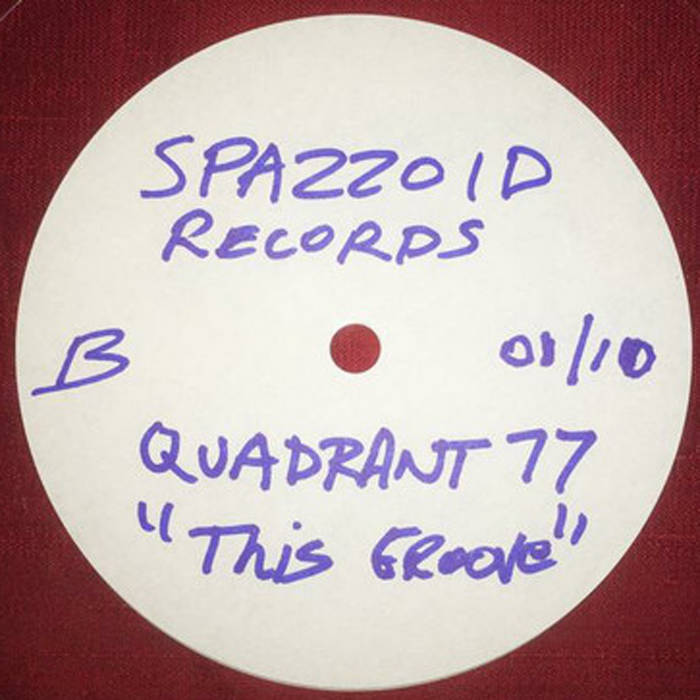 SPAZZOID
RECORDS
B 01/10
QUADRANT 77
"This GRoove"